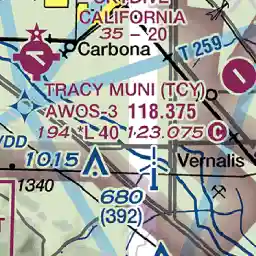 CALIFORNIA
35 – 20
Carbona
T 259
TRACY MUNI (TCY)
AWOS-3 118.375
194 *L 40 123.075 C
1015
Vernalis
1340
680
(392)